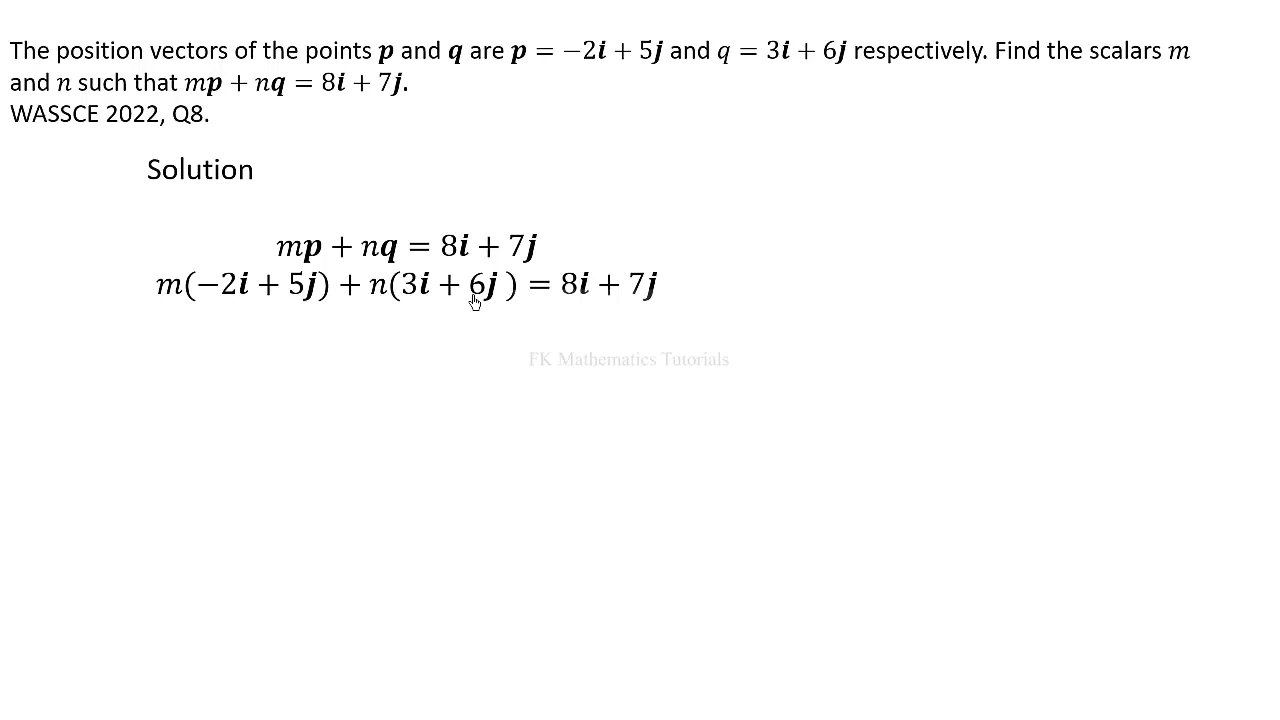 The position vectors of the points p and q are p = −2i + 5j and q = 3i + 6j respectively. Find the scalars m
and n such that mp + nq = 8i + 7j.
WASSCE 2022, Q8.
Solution
mp + nq = 8i + 7j
m(−2i + 5j) + n(3i + 6j ) = 8i + 7j
FK Mathematics Tutorials